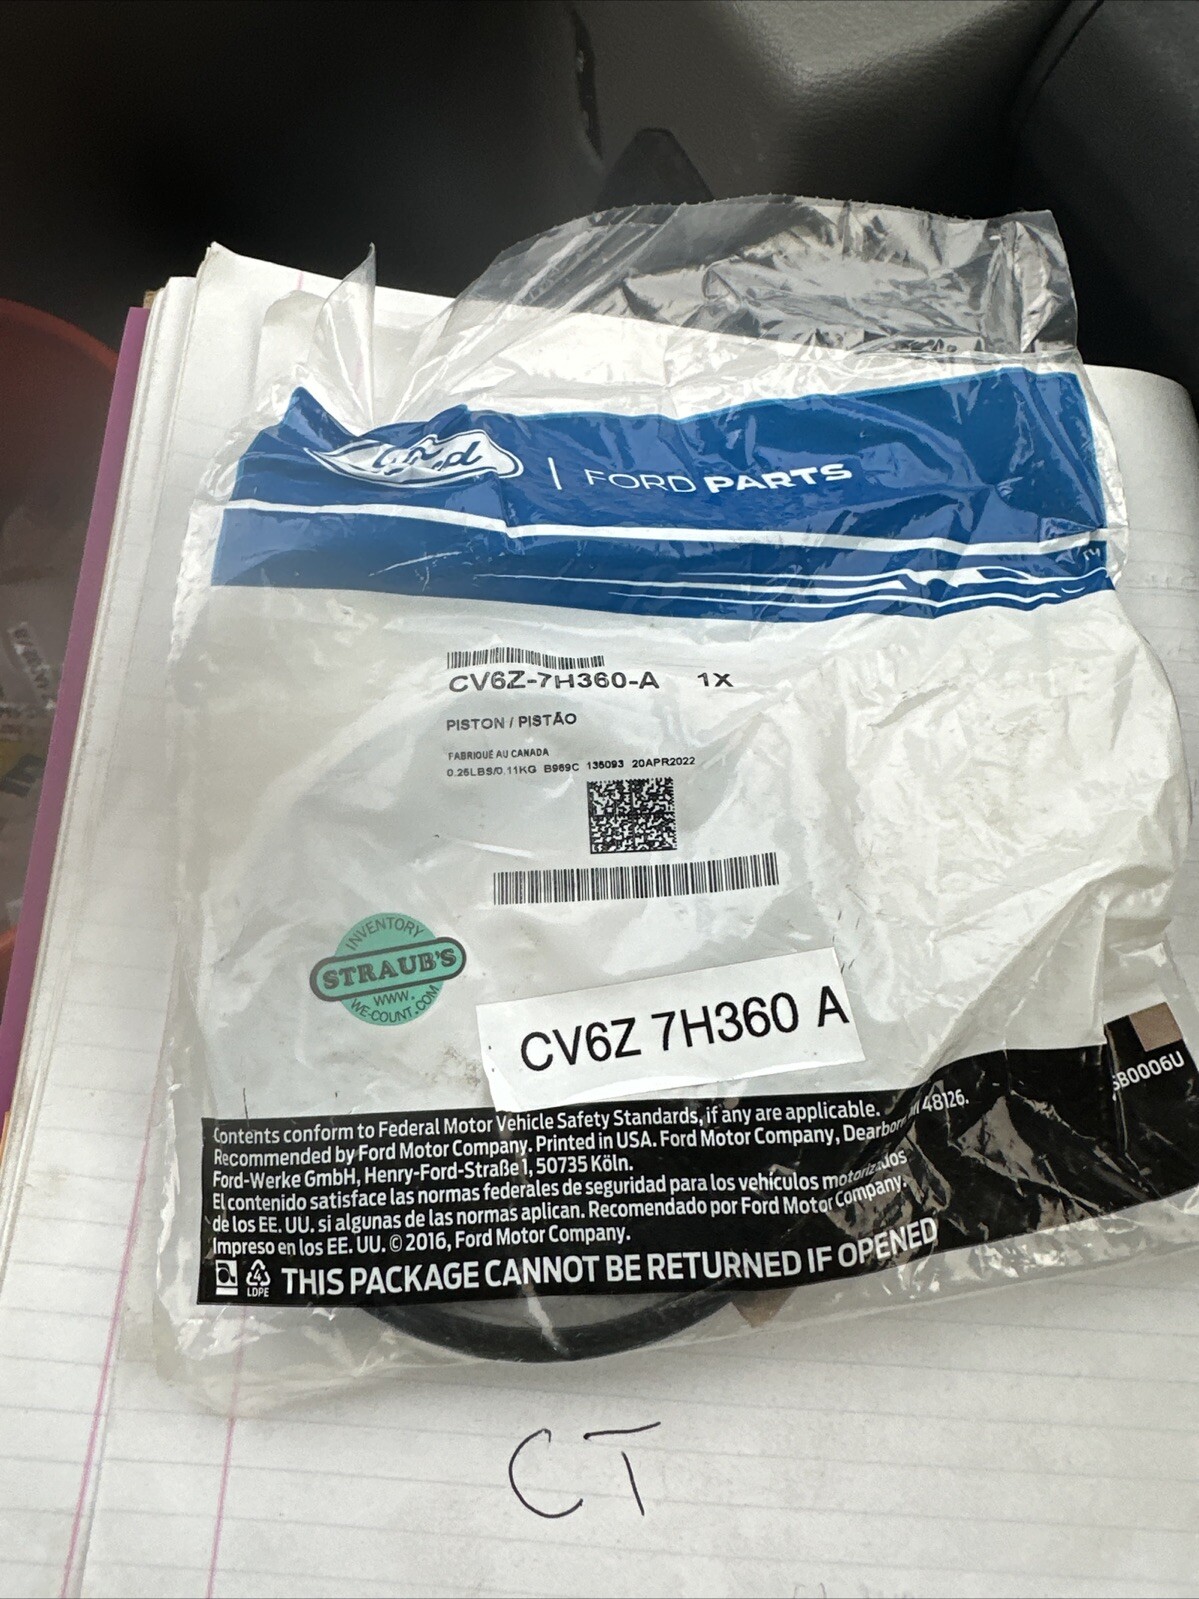 Ford | FORD PARTS
CV6Z-7H360-A 1X
PISTON / PISTÃO
FABRIQUÉ AU CANADA
0.25LBS/0.11KG B969C 136093 20APR2022
INVENTORY
STRAUB'S
WWW.
WE-COUNT.COM
CV6Z 7H360 A
SB0006U
Contents conform to Federal Motor Vehicle Safety Standards, if any are applicable.
Recommended by Ford Motor Company. Printed in USA. Ford Motor Company, Dearborn, MI 48126.
Ford-Werke GmbH, Henry-Ford-Straße 1, 50735 Köln.
El contenido satisface las normas federales de seguridad para los vehículos motorizados
de los EE. UU. si algunas de las normas aplican. Recomendado por Ford Motor Company.
Impreso en los EE. UU. © 2016, Ford Motor Company.
4
LDPE
THIS PACKAGE CANNOT BE RETURNED IF OPENED
CT